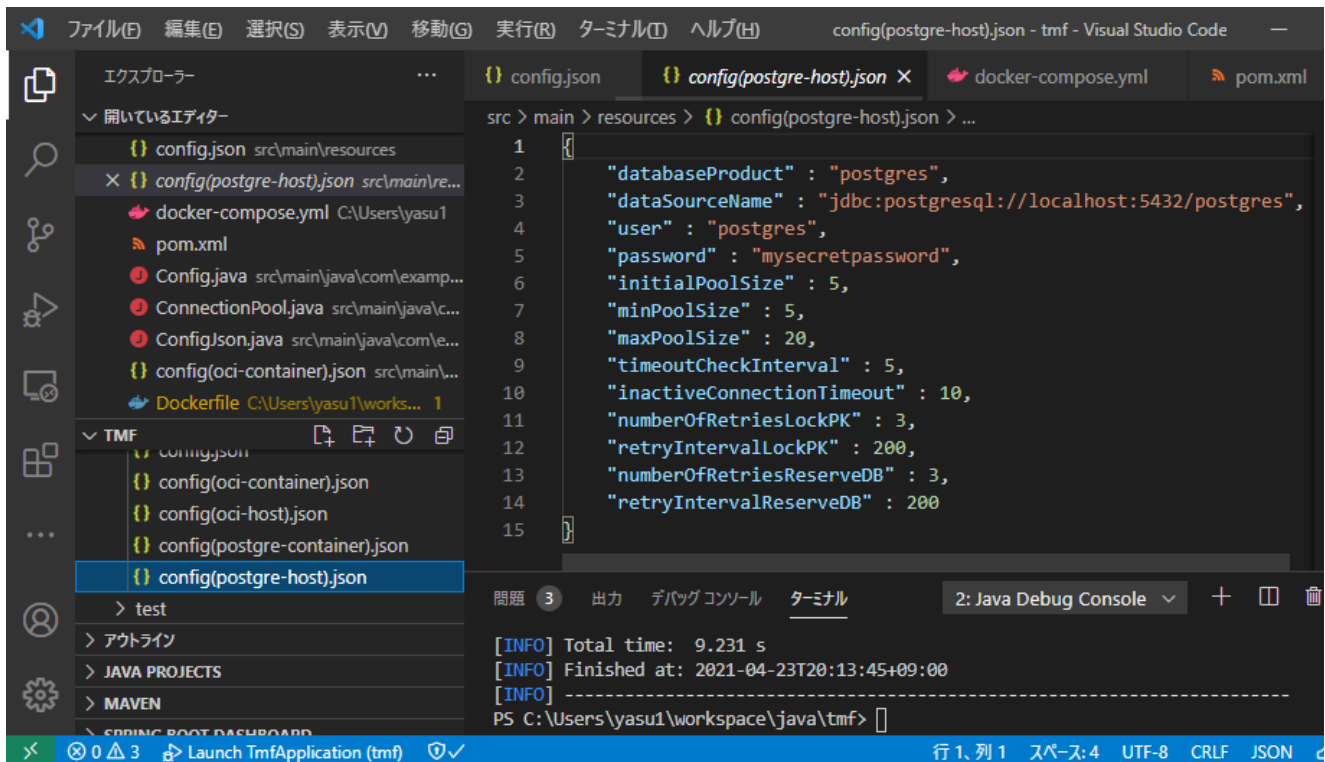 ファイル(F) 編集(E) 選択(S) 表示(V) 移動(G) 実行(R) ターミナル(T) ヘルプ(H) config(postgre-host).json - tmf - Visual Studio Code
エクスプローラー
開いているエディター
{} config.json src\main\resources
{} config(postgre-host).json src\main\re...
docker-compose.yml C:\Users\yasu1
pom.xml
Config.java src\main\java\com\examp...
ConnectionPool.java src\main\java\c...
ConfigJson.java src\main\java\com\e...
{} config(oci-container).json src\main\...
Dockerfile C:\Users\yasu1\works... 1
TMF
{} config.json
{} config(oci-container).json
{} config(oci-host).json
{} config(postgre-container).json
{} config(postgre-host).json
test
アウトライン
JAVA PROJECTS
MAVEN
SPRING BOOT DASHBOARD
{} config.json {} config(postgre-host).json docker-compose.yml pom.xml
src > main > resources > {} config(postgre-host).json > ...
1 {
2 "databaseProduct" : "postgres",
3 "dataSourceName" : "jdbc:postgresql://localhost:5432/postgres",
4 "user" : "postgres",
5 "password" : "mysecretpassword",
6 "initialPoolSize" : 5,
7 "minPoolSize" : 5,
8 "maxPoolSize" : 20,
9 "timeoutCheckInterval" : 5,
10 "inactiveConnectionTimeout" : 10,
11 "numberOfRetriesLockPK" : 3,
12 "retryIntervalLockPK" : 200,
13 "numberOfRetriesReserveDB" : 3,
14 "retryIntervalReserveDB" : 200
15 }
問題 3 出力 デバッグ コンソール ターミナル 2: Java Debug Console
[INFO] Total time: 9.231 s
[INFO] Finished at: 2021-04-23T20:13:45+09:00
[INFO] ------------------------------------------------------------------------
PS C:\Users\yasu1\workspace\java\tmf>
0 3 Launch TmfApplication (tmf) 行 1、列 1 スペース: 4 UTF-8 CRLF JSON